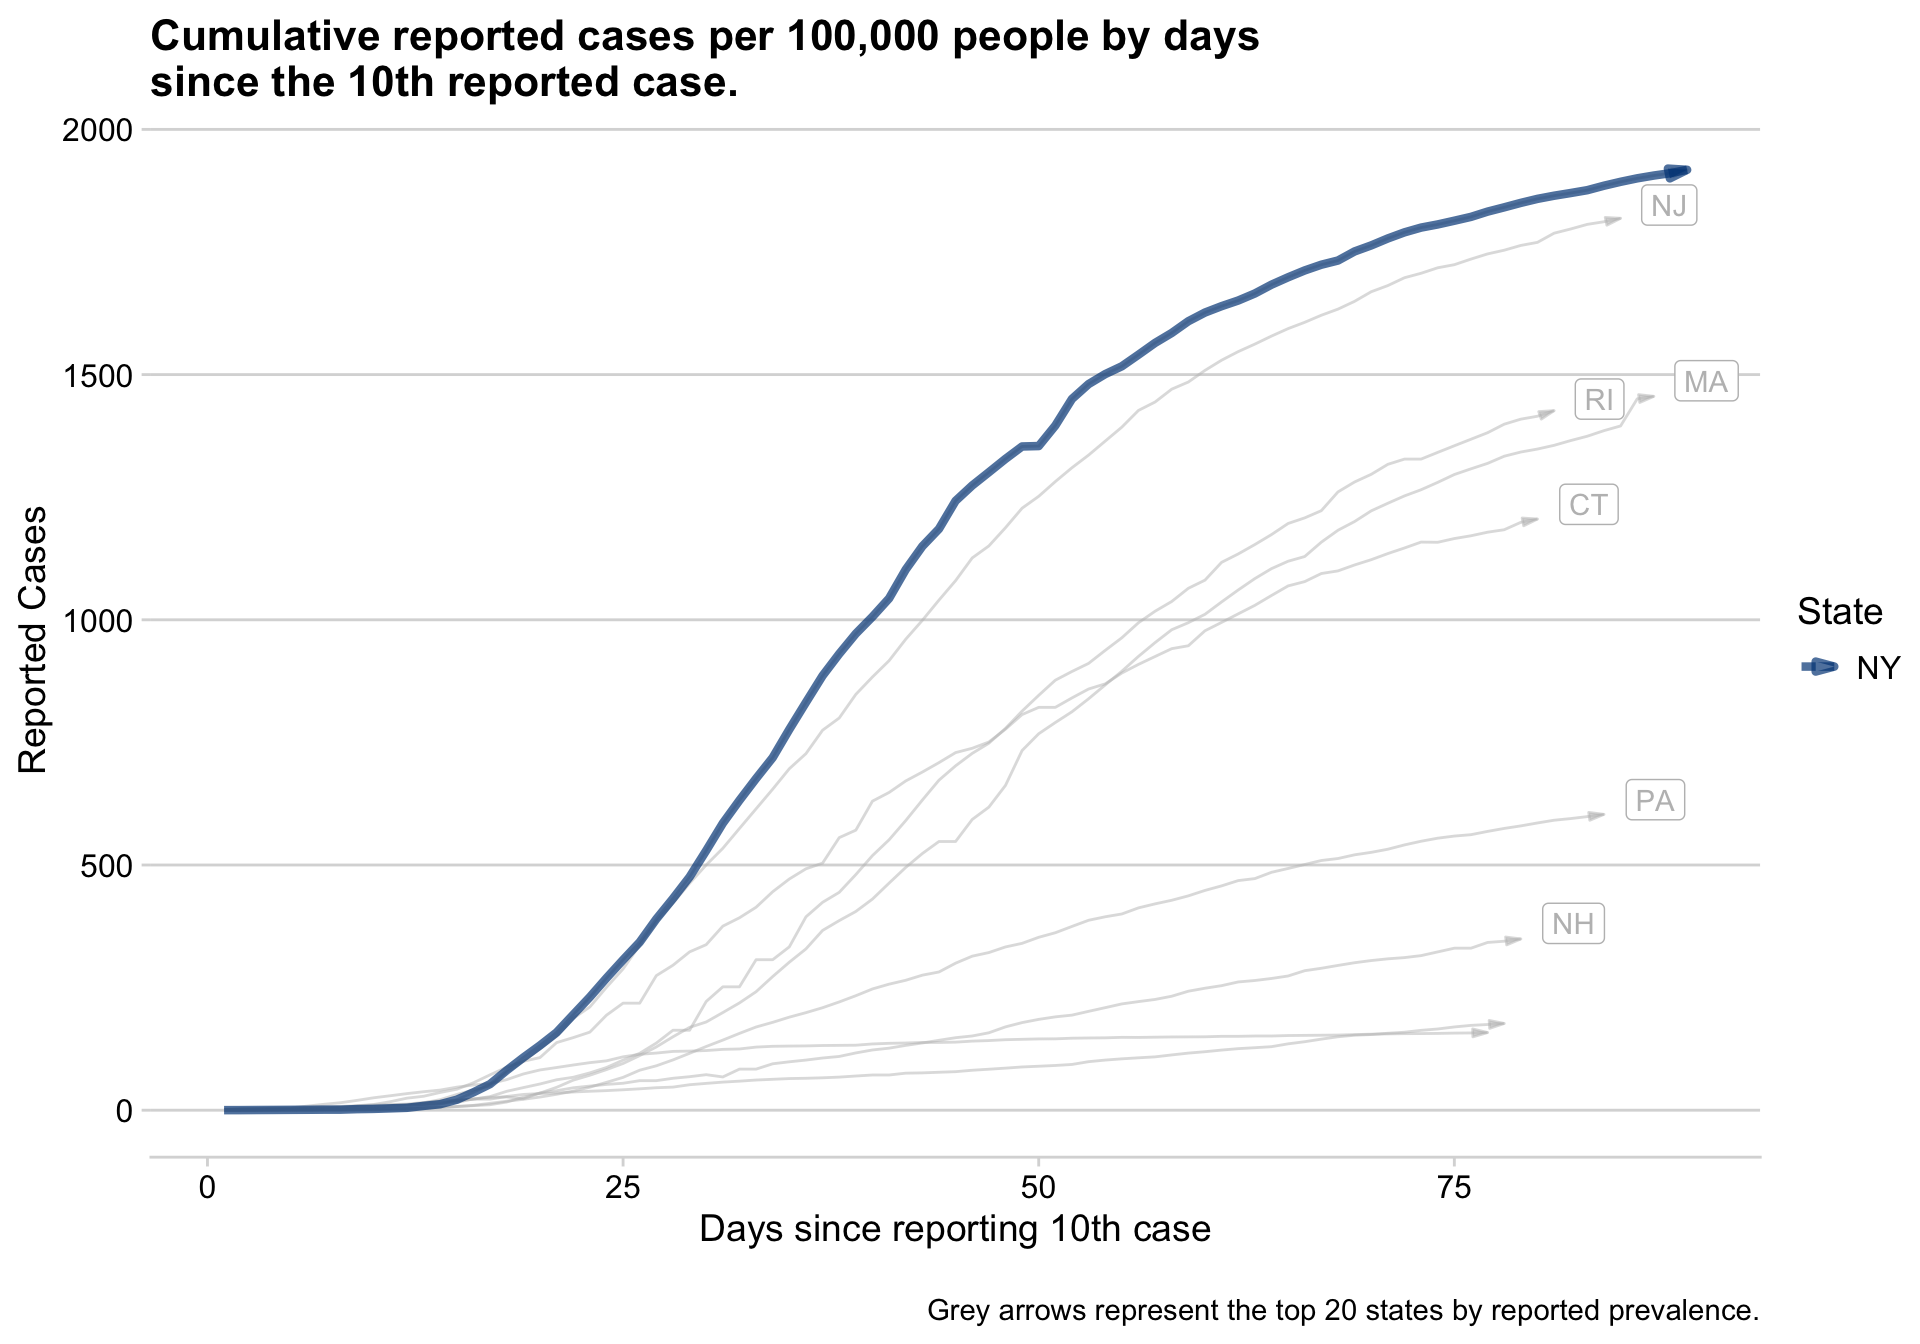 Cumulative reported cases per 100,000 people by days
since the 10th reported case.
2000
1500
1000
500
0
Reported Cases
NJ
MA
RI
CT
PA
NH
State
NY
0
25
50
75
Days since reporting 10th case
Grey arrows represent the top 20 states by reported prevalence.